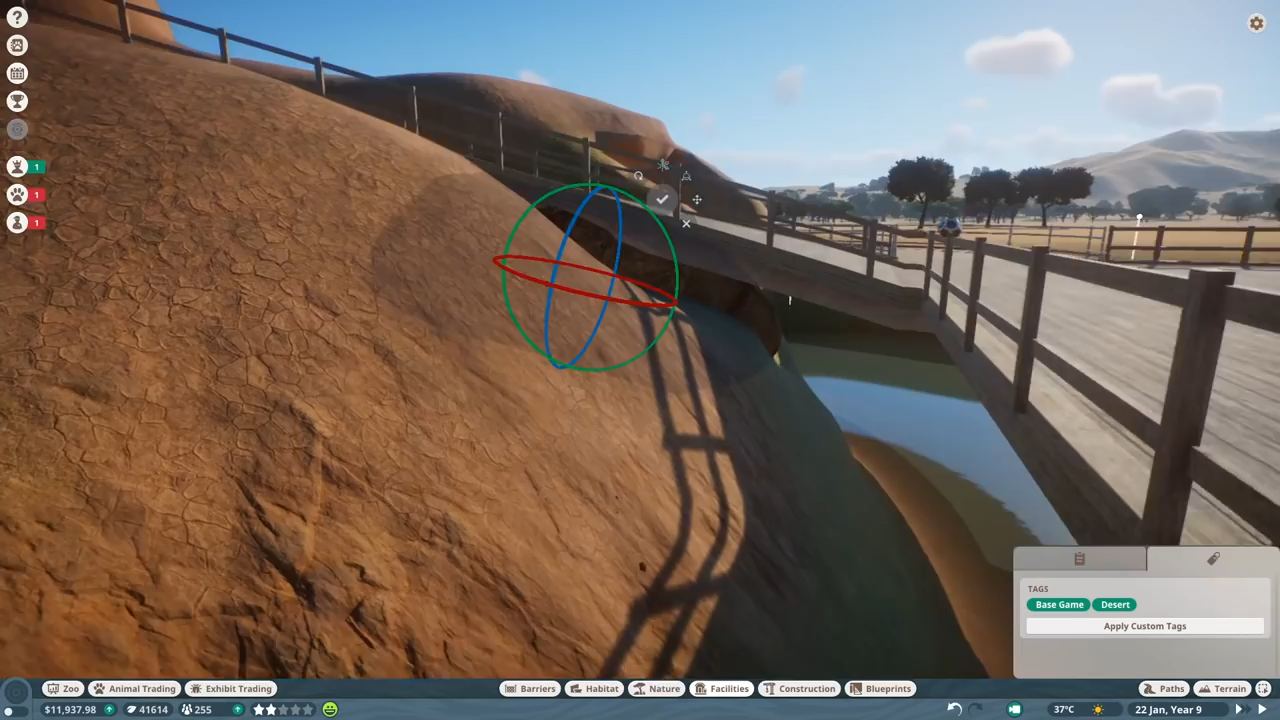 ?
1
1
1
TAGS
Base Game Desert
Apply Custom Tags
Zoo Animal Trading Exhibit Trading Barriers Habitat Nature Facilities Construction Blueprints Paths Terrain
$11,937.98 41614 255 37°C 22 Jan, Year 9